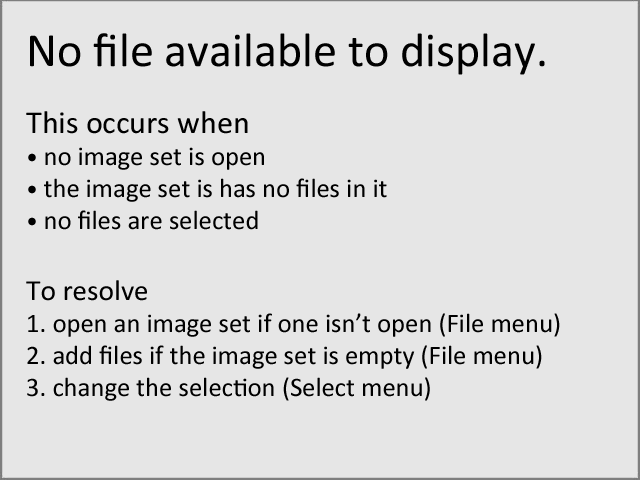 No file available to display.
This occurs when
• no image set is open
• the image set is has no files in it
• no files are selected
To resolve
1. open an image set if one isn’t open (File menu)
2. add files if the image set is empty (File menu)
3. change the selection (Select menu)